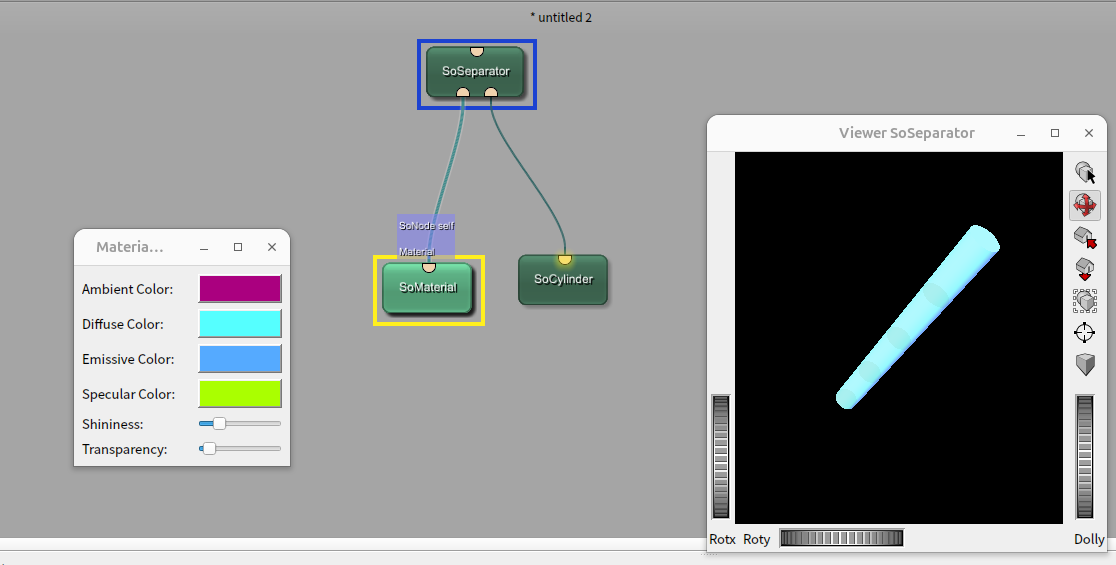 * untitled 2
SoSeparator
Viewer SoSeparator
SoNode self
Material
Materia...
SoMaterial
SoCylinder
Ambient Color:
Diffuse Color:
Emissive Color:
Specular Color:
Shininess:
Transparency:
Rotx Roty Dolly